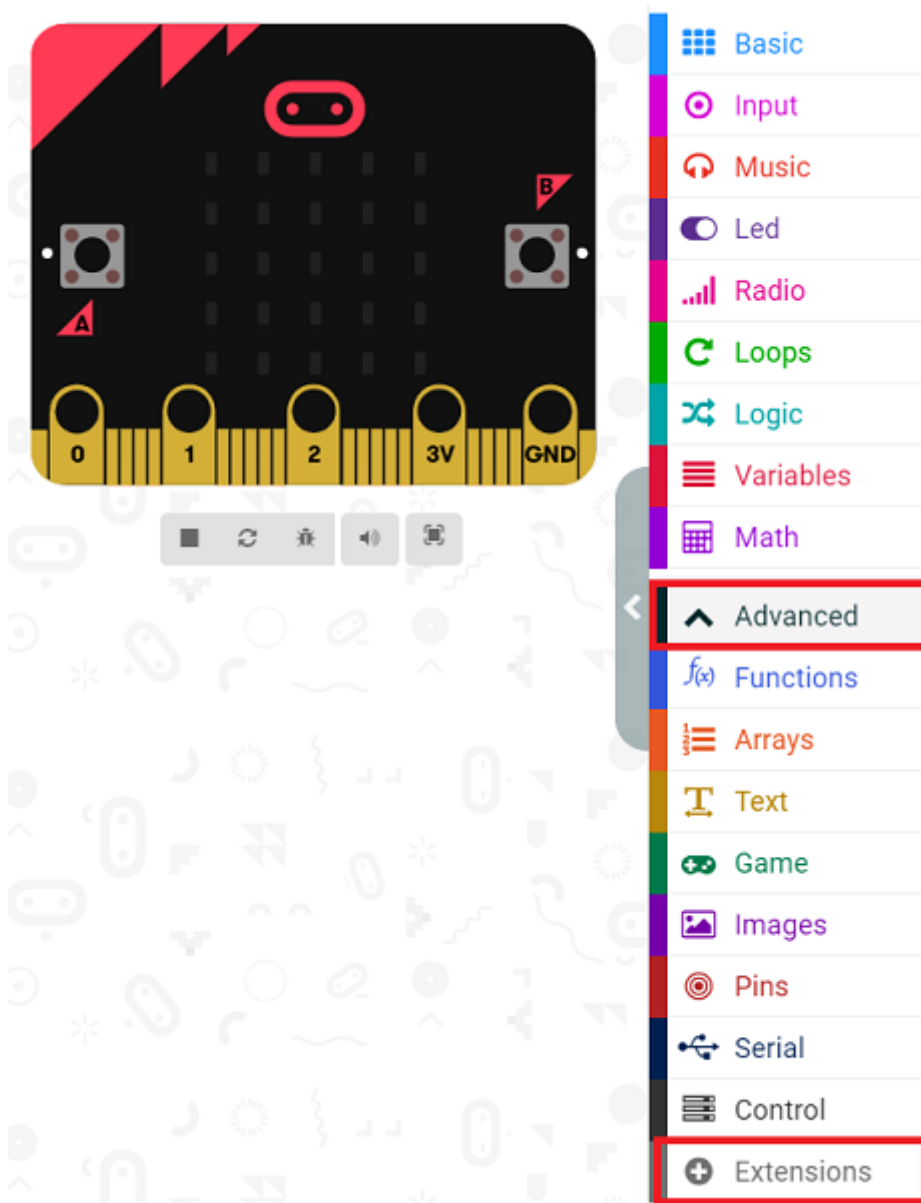 B
A
0 1 2 3V GND
Basic
Input
Music
Led
Radio
Loops
Logic
Variables
Math
Advanced
f(x) Functions
Arrays
Text
Game
Images
Pins
Serial
Control
Extensions